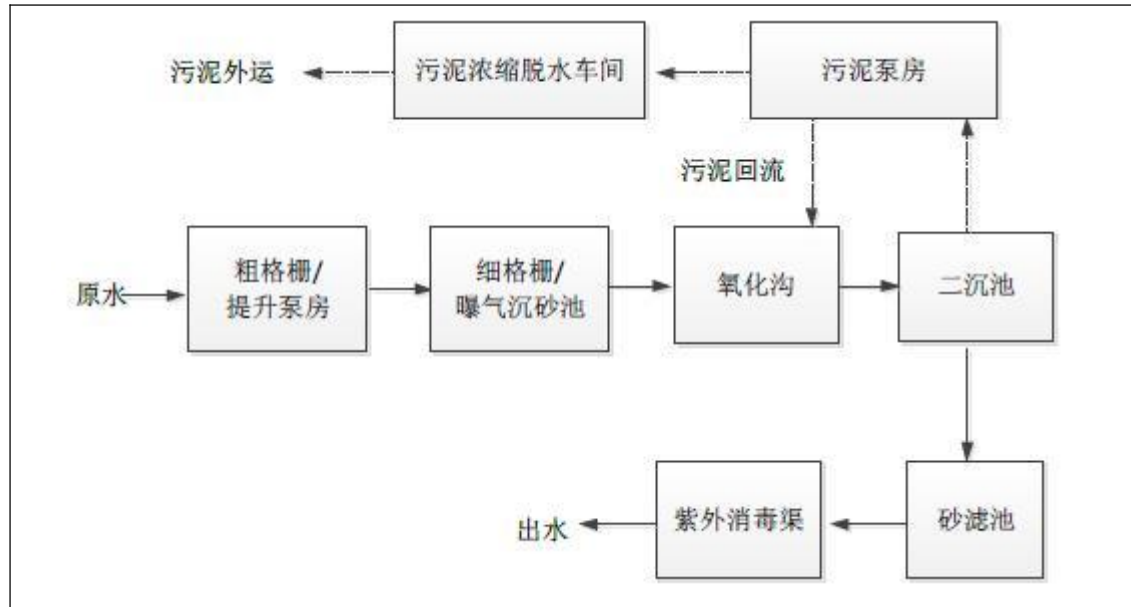 污泥外运
污泥浓缩脱水车间
污泥泵房
污泥回流
原水
粗格栅/
提升泵房
细格栅/
曝气沉砂池
氧化沟
二沉池
出水
紫外消毒渠
砂滤池